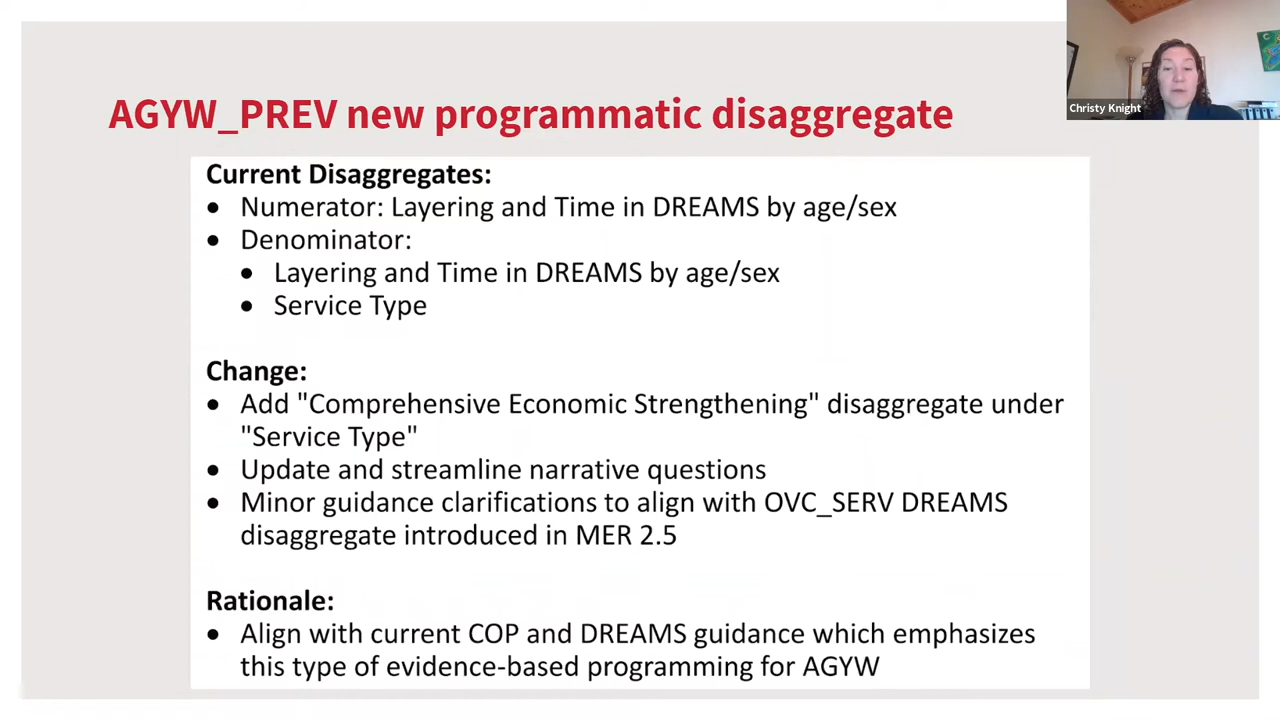 AGYW_PREV new programmatic disaggregate
Christy Knight
Current Disaggregates:
• Numerator: Layering and Time in DREAMS by age/sex
• Denominator:
• Layering and Time in DREAMS by age/sex
• Service Type
Change:
• Add "Comprehensive Economic Strengthening" disaggregate under
"Service Type"
• Update and streamline narrative questions
• Minor guidance clarifications to align with OVC_SERV DREAMS
disaggregate introduced in MER 2.5
Rationale:
• Align with current COP and DREAMS guidance which emphasizes
this type of evidence-based programming for AGYW